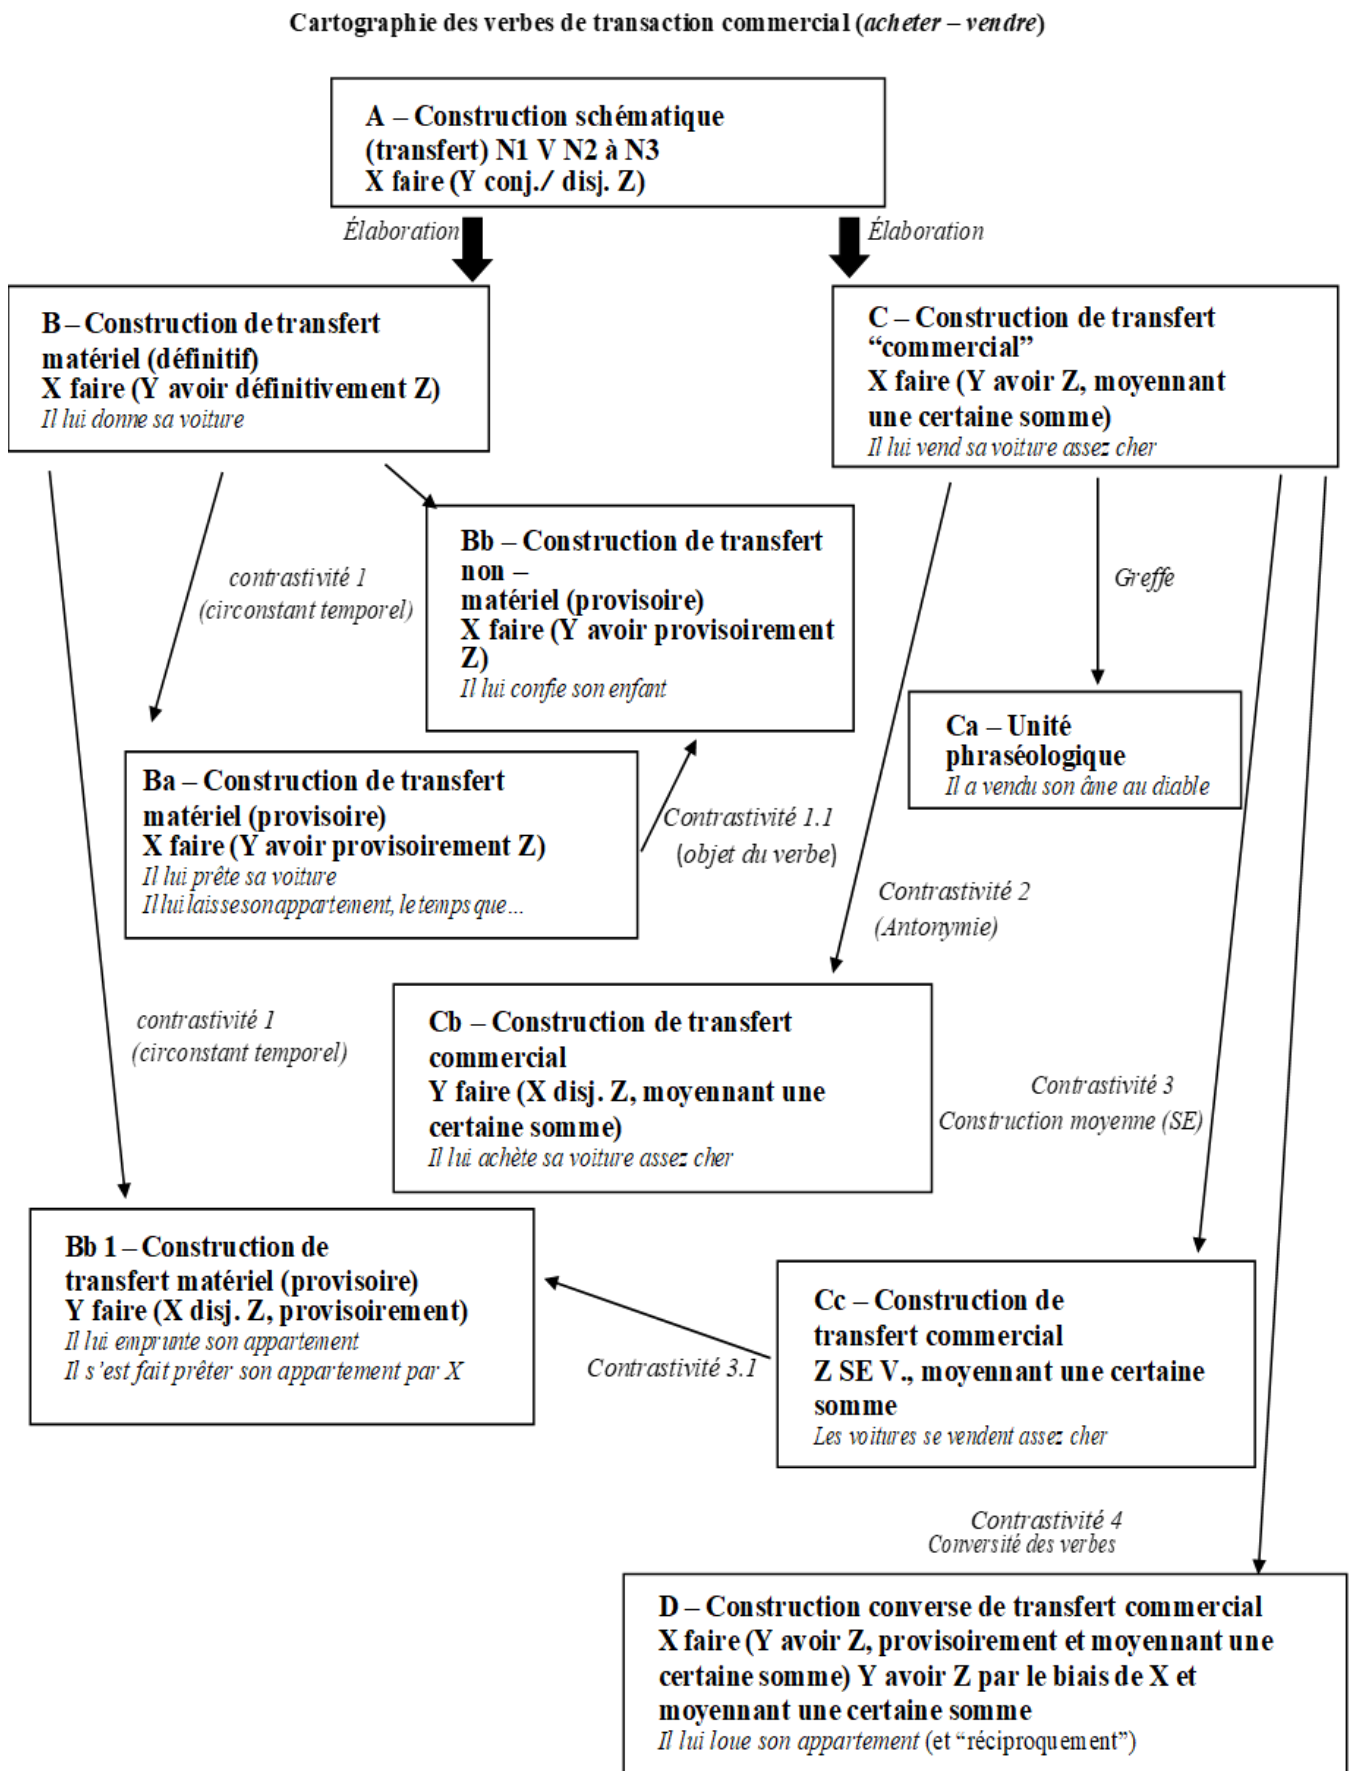 Cartographie des verbes de transaction commercial (acheter – vendre)
A – Construction schématique
(transfert) N1 V N2 à N3
X faire (Y conj./ disj. Z)
Élaboration
Élaboration
B – Construction de transfert
matériel (définitif)
X faire (Y avoir définitivement Z)
Il lui donne sa voiture
C – Construction de transfert
“commercial”
X faire (Y avoir Z, moyennant
une certaine somme)
Il lui vend sa voiture assez cher
contrastivité 1
(circonstant temporel)
Bb – Construction de transfert
non –
matériel (provisoire)
X faire (Y avoir provisoirement
Z)
Il lui confie son enfant
Greffe
Ca – Unité
phraséologique
Il a vendu son âme au diable
Ba – Construction de transfert
matériel (provisoire)
X faire (Y avoir provisoirement Z)
Il lui prête sa voiture
Il lui laisse son appartement, le temps que…
Contrastivité 1.1
(objet du verbe)
Contrastivité 2
(Antonymie)
contrastivité 1
(circonstant temporel)
Cb – Construction de transfert
commercial
Y faire (X disj. Z, moyennant une
certaine somme)
Il lui achète sa voiture assez cher
Contrastivité 3
Construction moyenne (SE)
Bb 1 – Construction de
transfert matériel (provisoire)
Y faire (X disj. Z, provisoirement)
Il lui emprunte son appartement
Il s’est fait prêter son appartement par X
Contrastivité 3.1
Cc – Construction de
transfert commercial
Z SE V., moyennant une certaine
somme
Les voitures se vendent assez cher
Contrastivité 4
Conversité des verbes
D – Construction converse de transfert commercial
X faire (Y avoir Z, provisoirement et moyennant une
certaine somme) Y avoir Z par le biais de X et
moyennant une certaine somme
Il lui loue son appartement (et “réciproquement”)